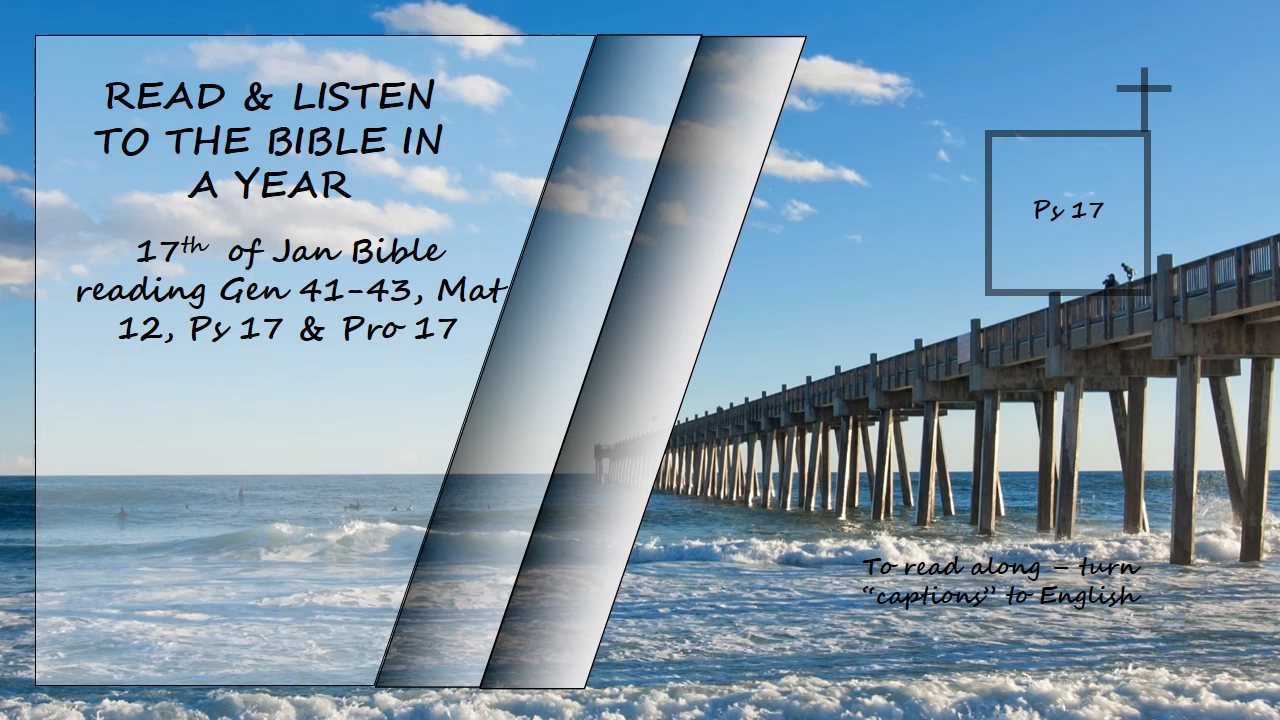 READ & LISTEN
TO THE BIBLE IN
A YEAR
17th of Jan Bible
reading Gen 41-43, Mat
12, Ps 17 & Pro 17
Ps 17
To read along – turn
“captions” to English